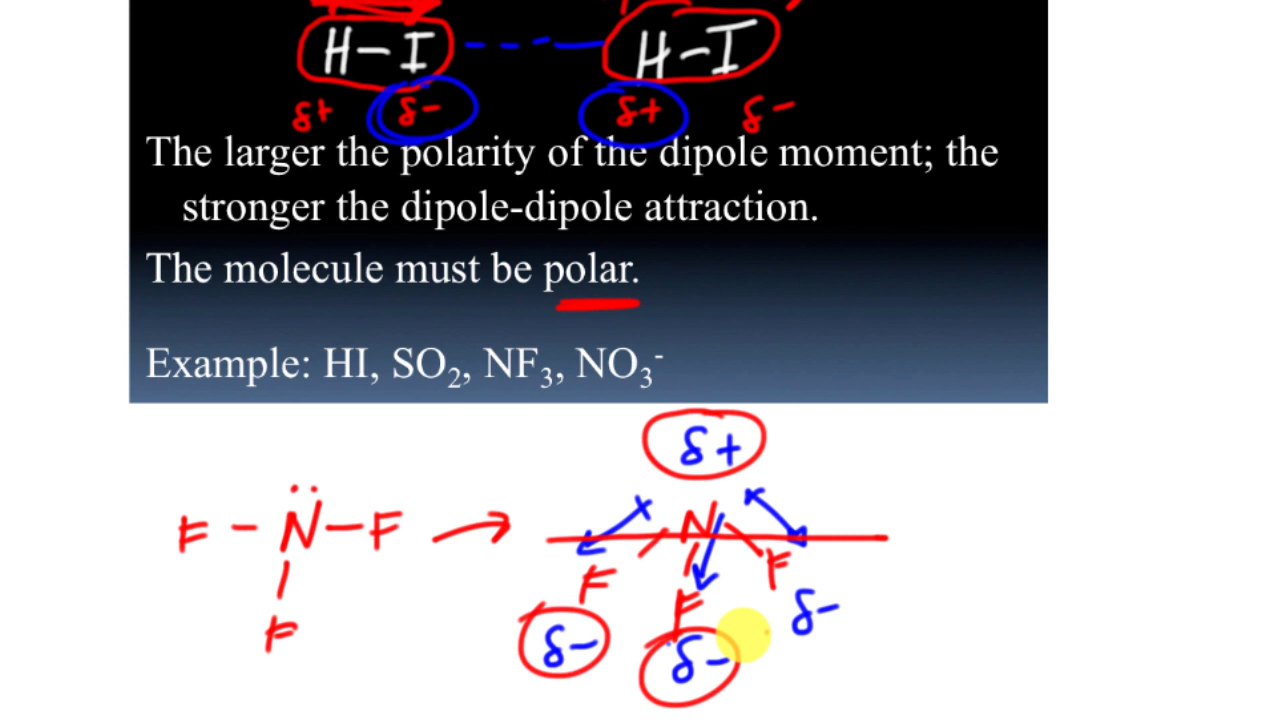 H-I --- H-I
δ+ δ- δ+ δ-
The larger the polarity of the dipole moment; the
stronger the dipole-dipole attraction.
The molecule must be polar.
Example: HI, SO₂, NF₃, NO₃⁻
δ+
F - N̈ - F → N
F F
F F
δ- δ- δ-